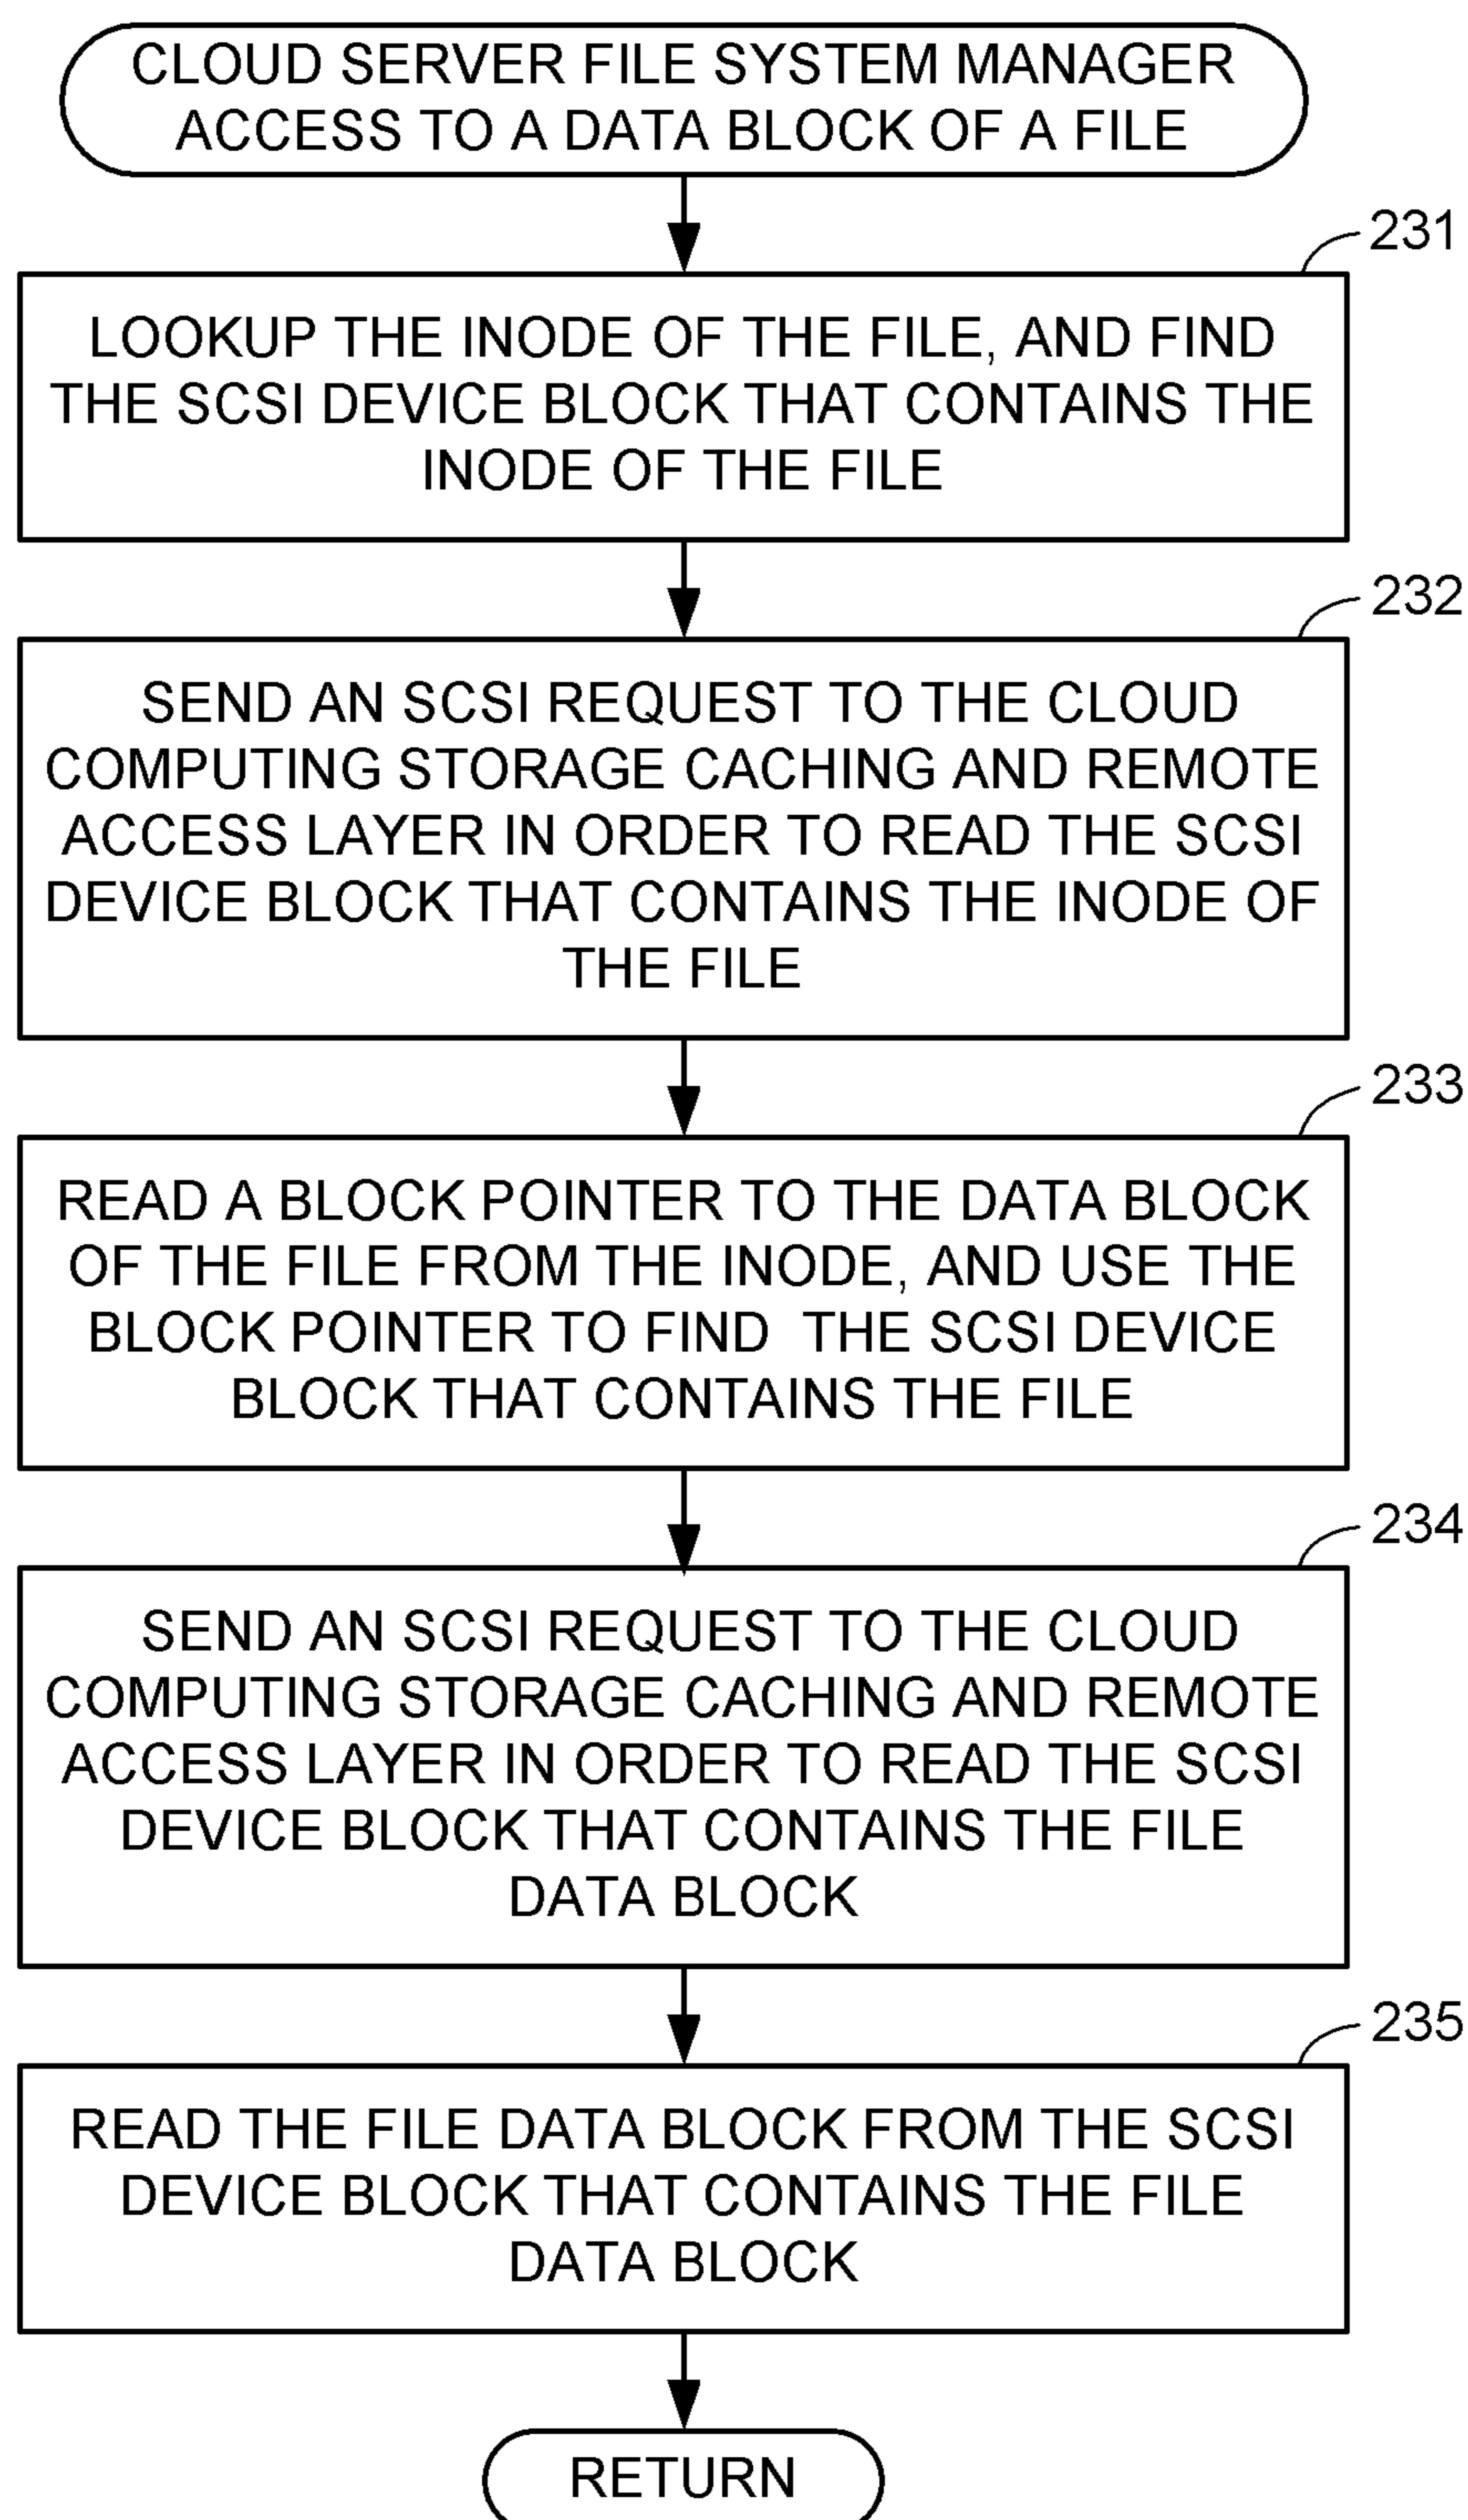 CLOUD SERVER FILE SYSTEM MANAGER
ACCESS TO A DATA BLOCK OF A FILE
231
LOOKUP THE INODE OF THE FILE, AND FIND
THE SCSI DEVICE BLOCK THAT CONTAINS THE
INODE OF THE FILE
232
SEND AN SCSI REQUEST TO THE CLOUD
COMPUTING STORAGE CACHING AND REMOTE
ACCESS LAYER IN ORDER TO READ THE SCSI
DEVICE BLOCK THAT CONTAINS THE INODE OF
THE FILE
233
READ A BLOCK POINTER TO THE DATA BLOCK
OF THE FILE FROM THE INODE, AND USE THE
BLOCK POINTER TO FIND THE SCSI DEVICE
BLOCK THAT CONTAINS THE FILE
234
SEND AN SCSI REQUEST TO THE CLOUD
COMPUTING STORAGE CACHING AND REMOTE
ACCESS LAYER IN ORDER TO READ THE SCSI
DEVICE BLOCK THAT CONTAINS THE FILE
DATA BLOCK
235
READ THE FILE DATA BLOCK FROM THE SCSI
DEVICE BLOCK THAT CONTAINS THE FILE
DATA BLOCK
RETURN